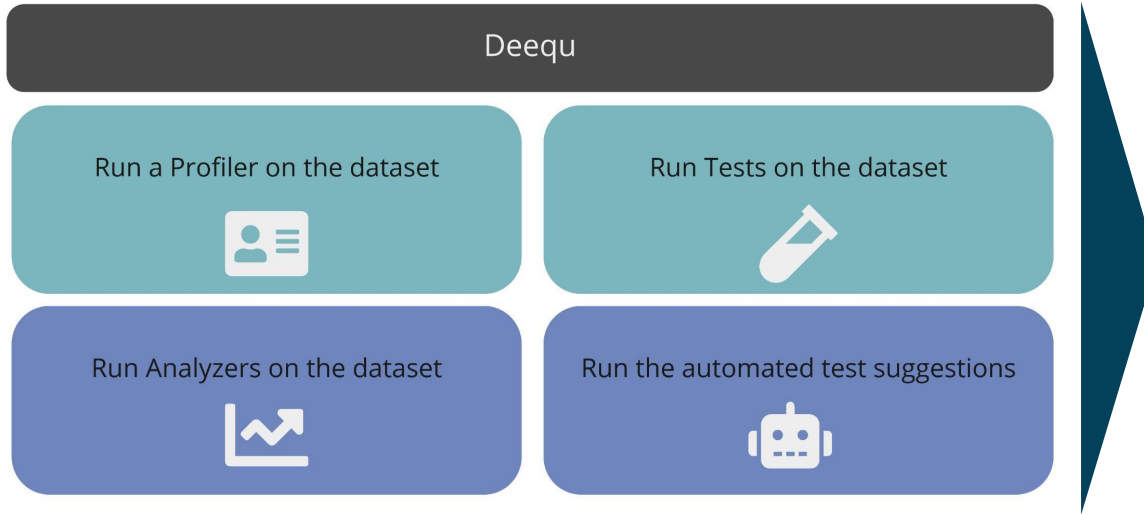 Deequ
Run a Profiler on the dataset
Run Tests on the dataset
Run Analyzers on the dataset
Run the automated test suggestions